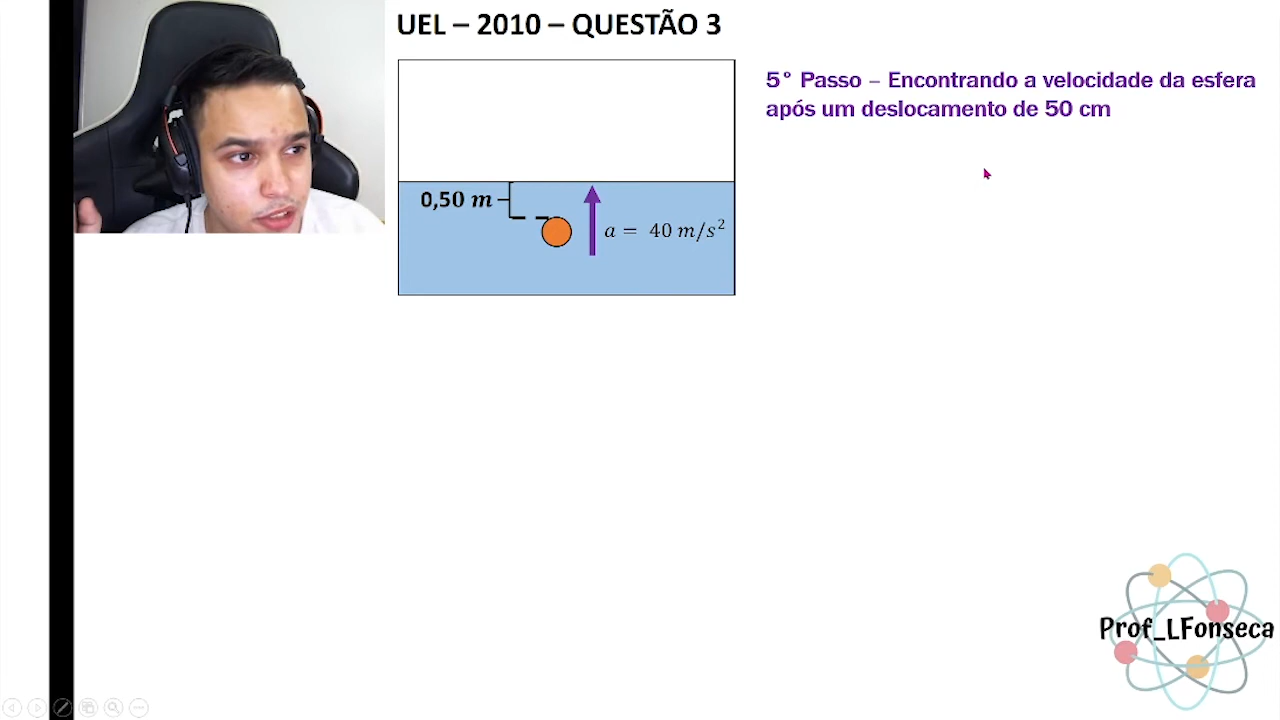 UEL – 2010 – QUESTÃO 3
5° Passo – Encontrando a velocidade da esfera
após um deslocamento de 50 cm
0,50 m
a = 40 m/s²
Prof_LFonseca